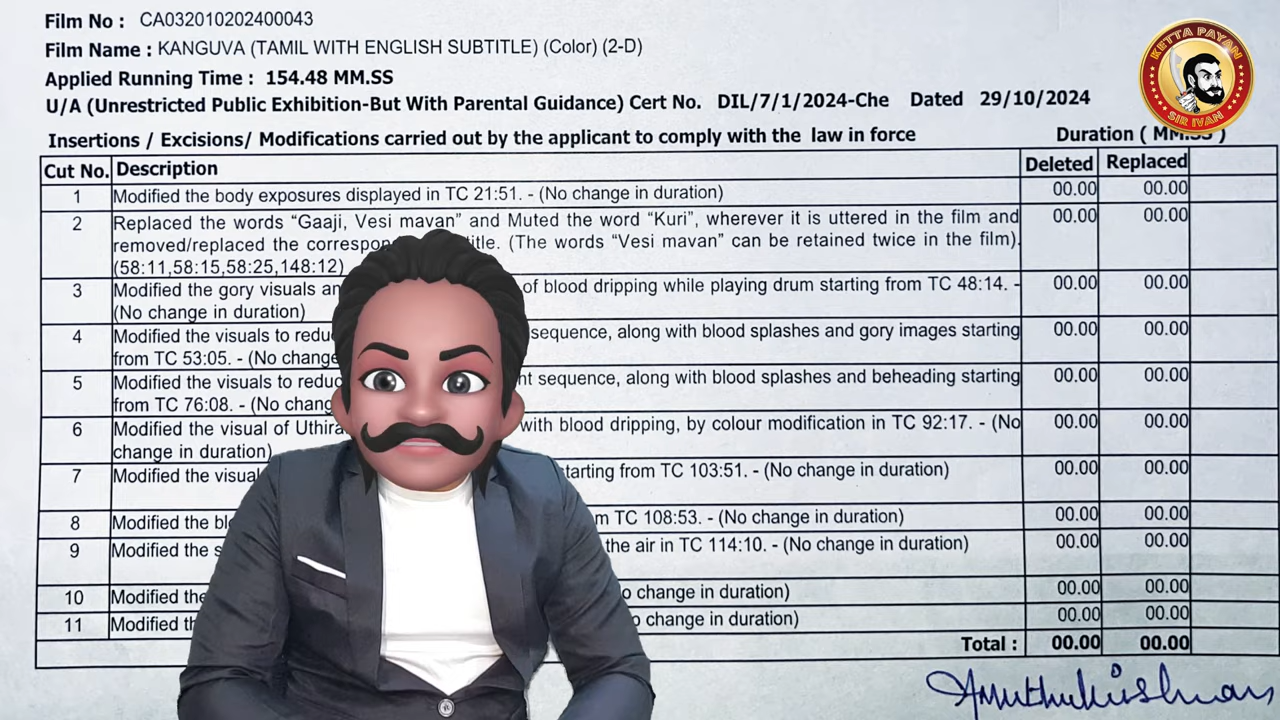 Film No : CA032010202400043
Film Name : KANGUVA (TAMIL WITH ENGLISH SUBTITLE) (Color) (2-D)
Applied Running Time : 154.48 MM.SS
U/A (Unrestricted Public Exhibition-But With Parental Guidance) Cert No. DIL/7/1/2024-Che Dated 29/10/2024
KETTA PAYAN
SIR IVAN
Insertions / Excisions/ Modifications carried out by the applicant to comply with the law in force Duration ( MM.SS )
Cut No. Description Deleted Replaced
1 Modified the body exposures displayed in TC 21:51. - (No change in duration) 00.00 00.00
2 Replaced the words “Gaaji, Vesi mavan” and Muted the word “Kuri”, wherever it is uttered in the film and 00.00 00.00
removed/replaced the (The words “Vesi mavan” can be retained twice in the film).
(58:11,58:15,58:25,148:12)
3 Modified the gory visuals of blood dripping while playing drum starting from TC 48:14. - 00.00 00.00
(No change in duration)
4 Modified the visuals to sequence, along with blood splashes and gory images starting 00.00 00.00
from TC 53:05. - (No change
5 Modified the visuals to sequence, along with blood splashes and beheading starting 00.00 00.00
from TC 76:08. - (No
6 Modified the visual of with blood dripping, by colour modification in TC 92:17. - (No 00.00 00.00
change in duration)
7 Modified the starting from TC 103:51. - (No change in duration) 00.00 00.00
8 Modified the TC 108:53. - (No change in duration) 00.00 00.00
9 Modified the the air in TC 114:10. - (No change in duration) 00.00 00.00
10 Modified the change in duration) 00.00 00.00
11 Modified change in duration) 00.00 00.00
Total : 00.00 00.00